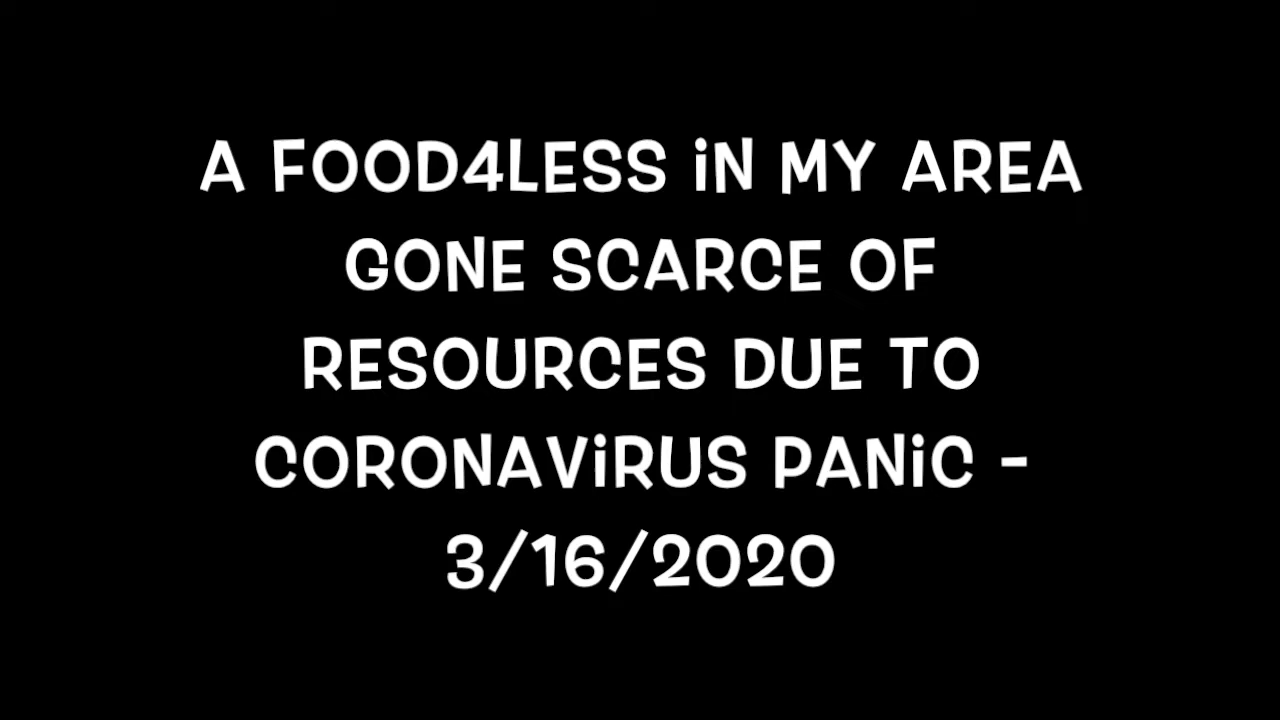 A FOOD4LESS iN MY AREA
GONE SCARCE OF
RESOURCES DUE TO
CORONAViRUS PANiC -
3/16/2020